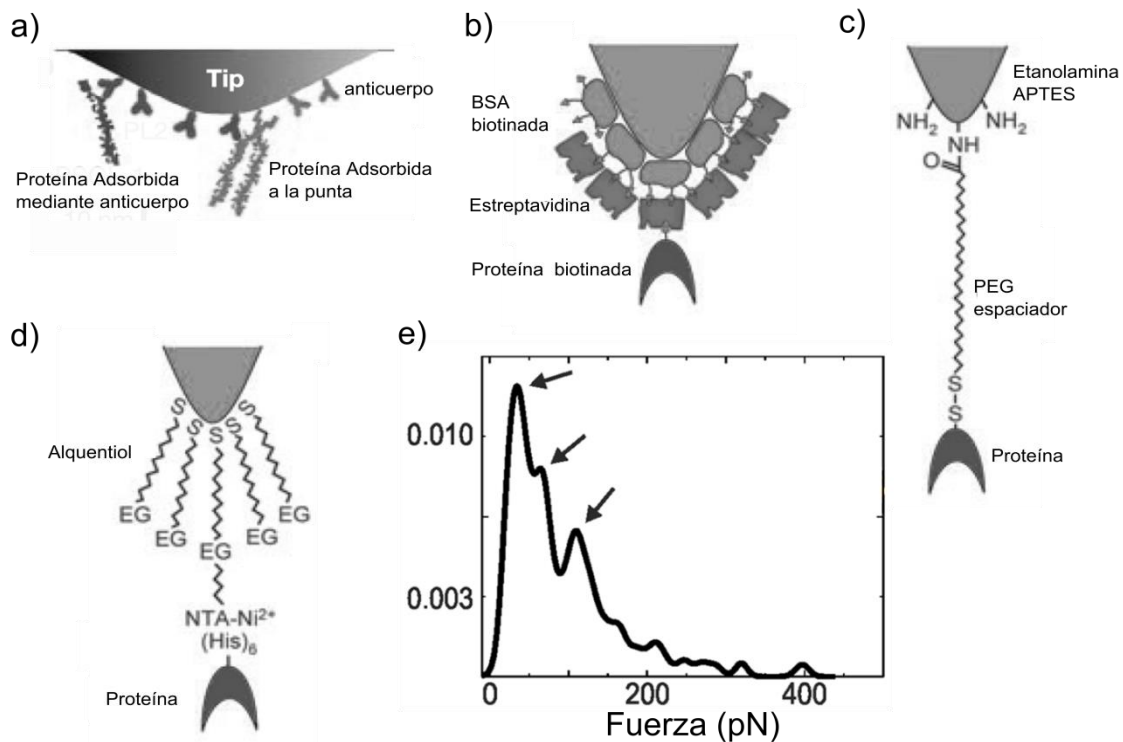 a)
Tip
anticuerpo
Proteína Adsorbida
mediante anticuerpo
Proteína Adsorbida
a la punta
b)
BSA
biotinada
Estreptavidina
Proteína biotinada
c)
Etanolamina
APTES
NH2
NH2
NH
O
PEG
espaciador
S
S
Proteína
d)
S
S
S
S
S
Alquentiol
EG
EG
EG
EG
EG
NTA-Ni2+
(His)6
Proteína
e)
0.010
0.003
0
200
400
Fuerza (pN)